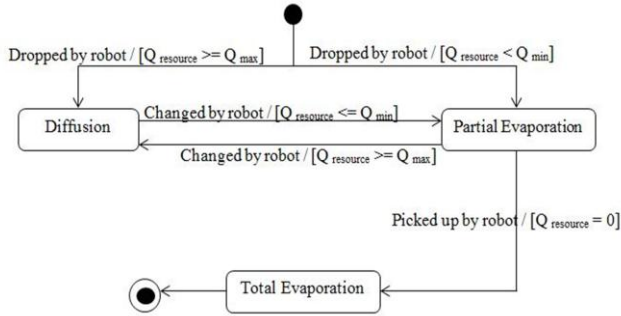 Dropped by robot / [Q resource >= Q max]
Dropped by robot / [Q resource < Q min]
Diffusion
Changed by robot / [Q resource <= Q min]
Partial Evaporation
Changed by robot / [Q resource >= Q max]
Picked up by robot / [Q resource = 0]
Total Evaporation